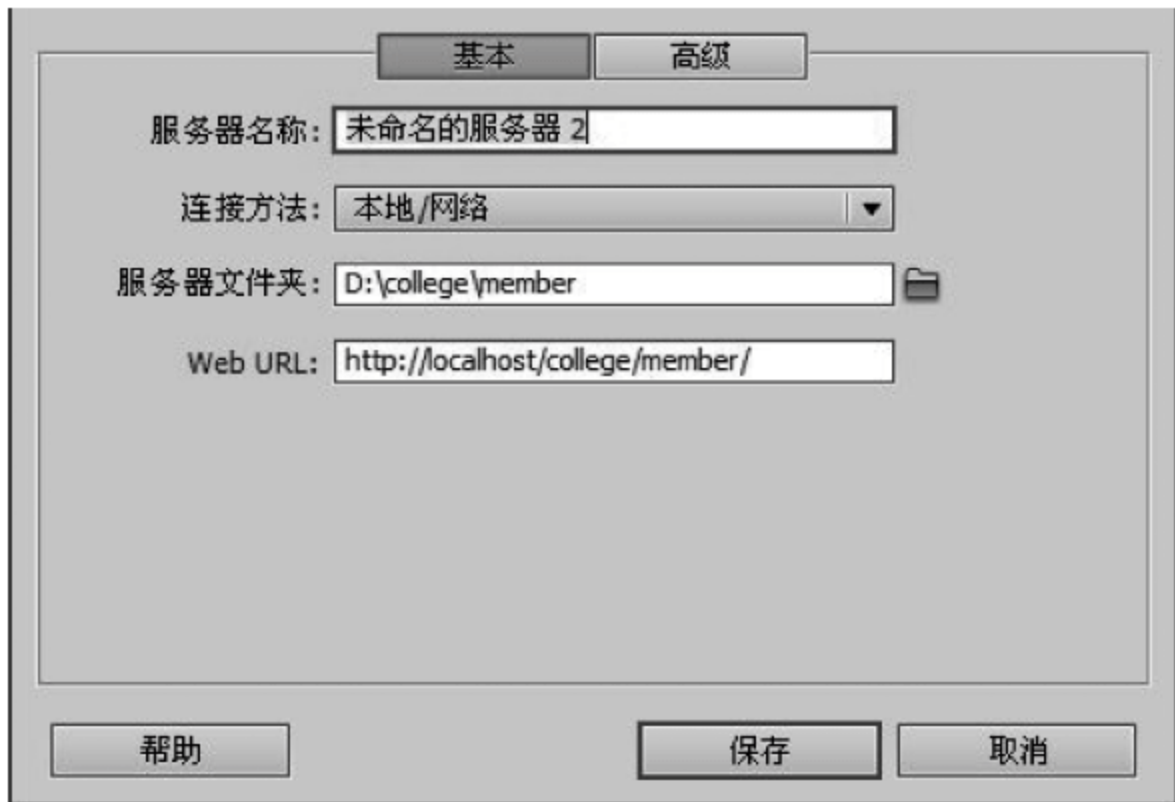 基本 高级
服务器名称: 未命名的服务器 2
连接方法: 本地/网络
服务器文件夹: D:\college\member
Web URL: http://localhost/college/member/
帮助 保存 取消